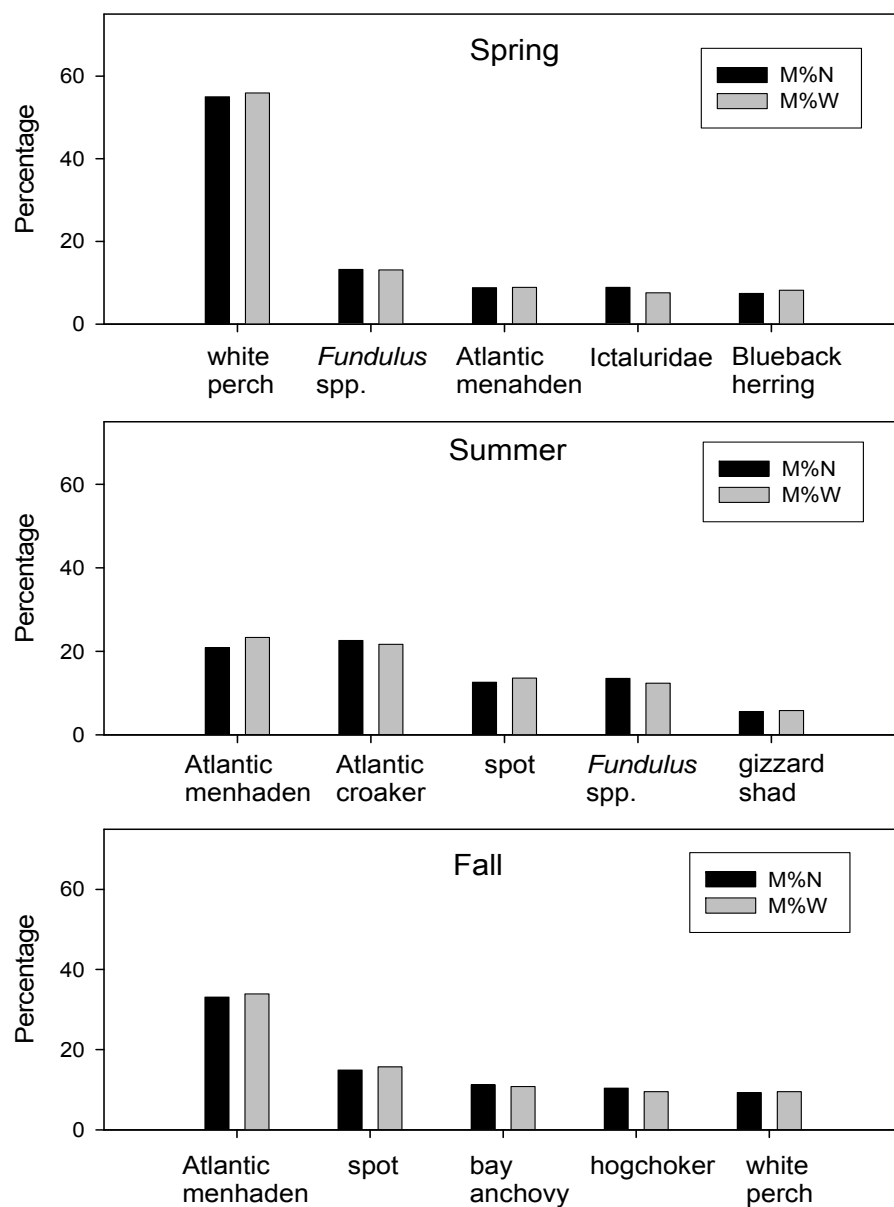 Spring
M%N
M%W
Percentage
60
40
20
0
white
perch
Fundulus
spp.
Atlantic
menahden
Ictaluridae
Blueback
herring
Summer
M%N
M%W
Percentage
60
40
20
0
Atlantic
menhaden
Atlantic
croaker
spot
Fundulus
spp.
gizzard
shad
Fall
M%N
M%W
Percentage
60
40
20
0
Atlantic
menhaden
spot
bay
anchovy
hogchoker
white
perch